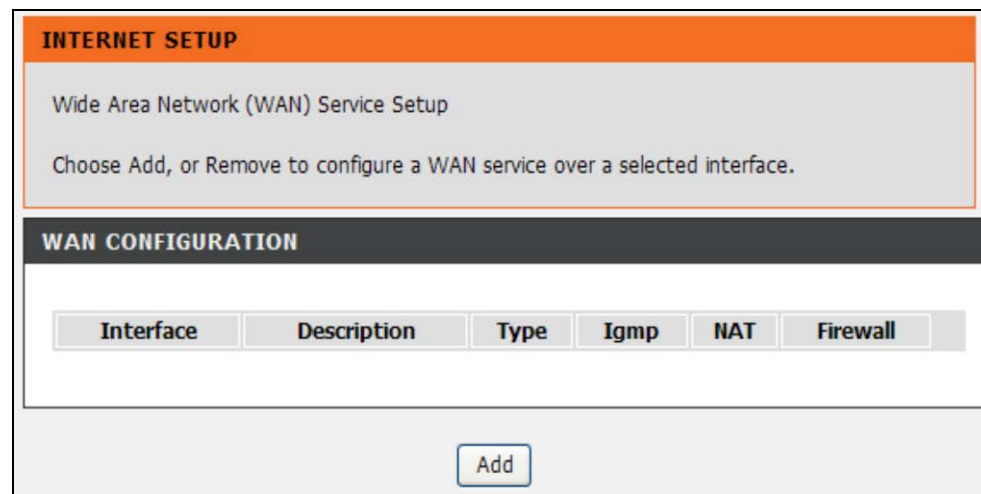 INTERNET SETUP
Wide Area Network (WAN) Service Setup
Choose Add, or Remove to configure a WAN service over a selected interface.
WAN CONFIGURATION
Interface Description Type Igmp NAT Firewall
Add